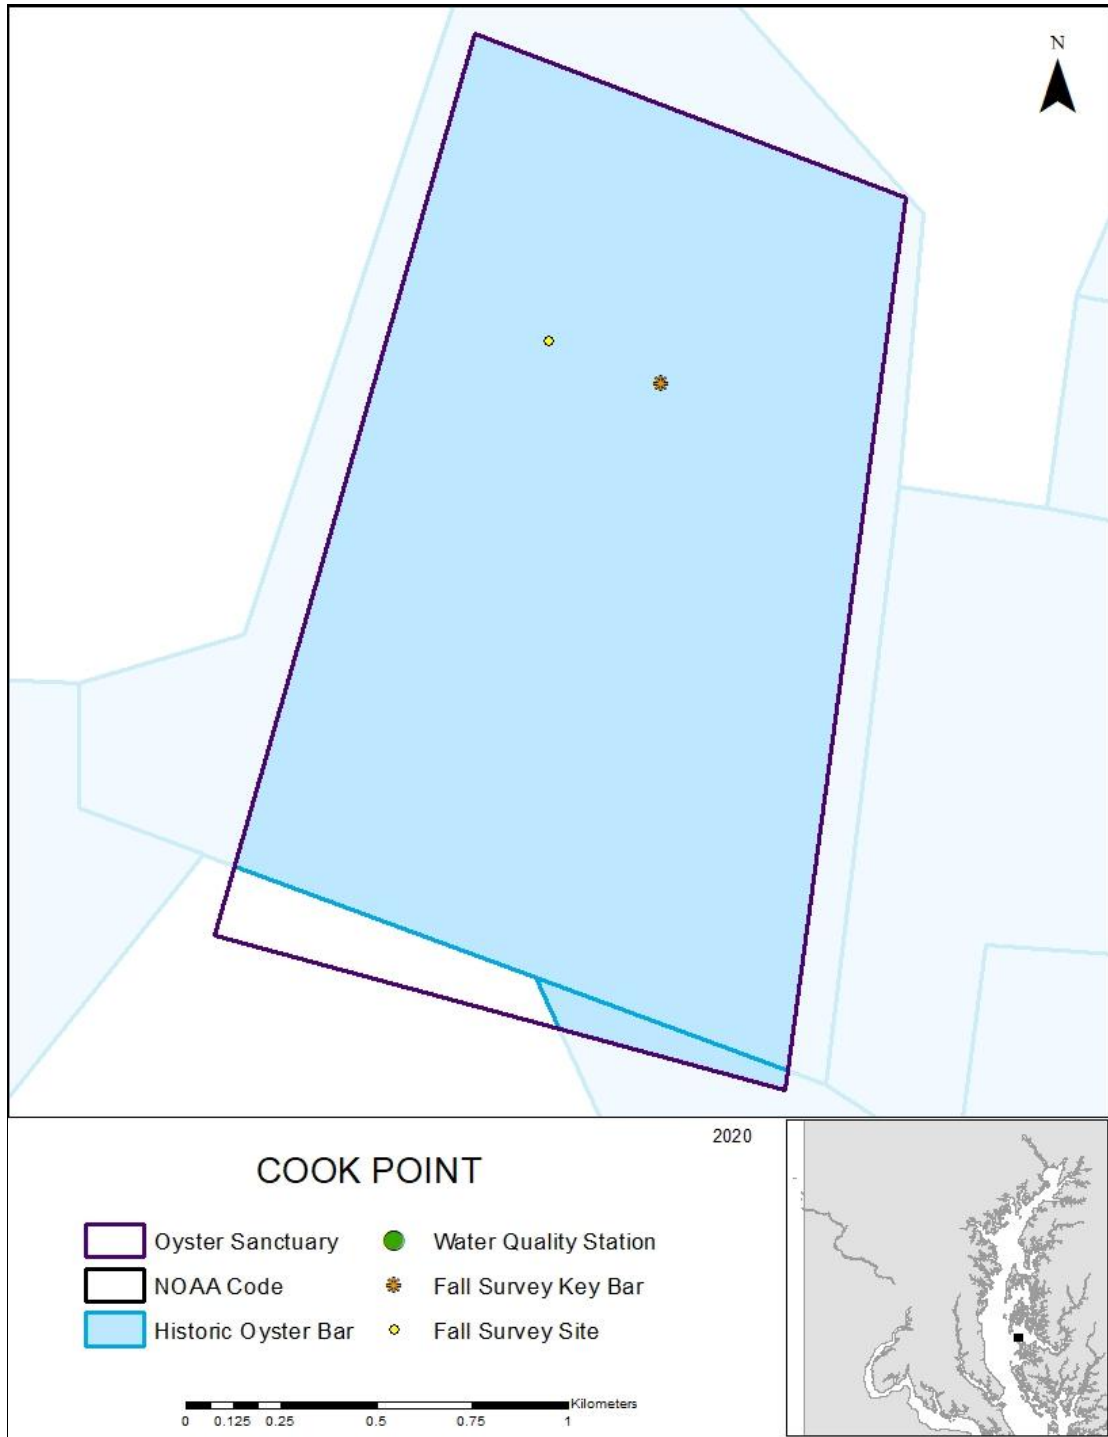 N
2020
COOK POINT
Oyster Sanctuary
Water Quality Station
NOAA Code
Fall Survey Key Bar
Historic Oyster Bar
Fall Survey Site
Kilometers
0 0.125 0.25 0.5 0.75 1